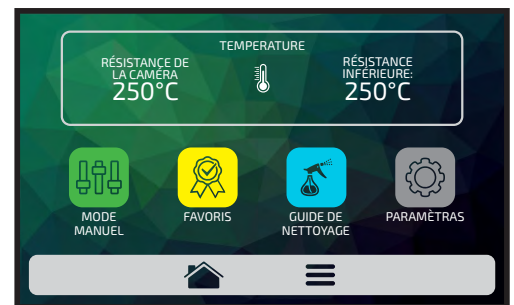 TEMPERATURE
RÉSISTANCE DE
LA CAMÉRA
250°C
RÉSISTANCE
INFÉRIEURE:
250°C
MODE
MANUEL
FAVORIS
GUIDE DE
NETTOYAGE
PARAMÈTRAS